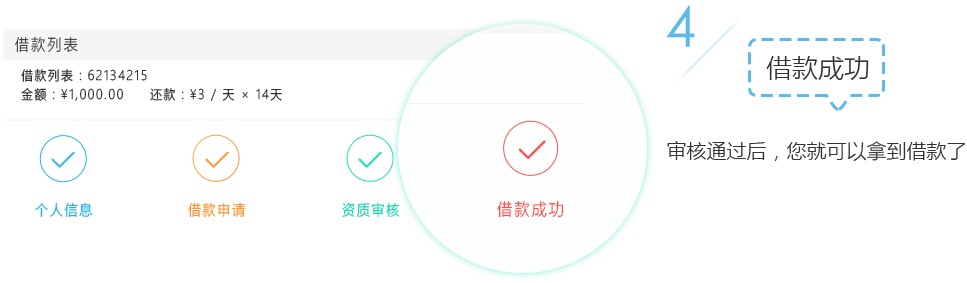 借款列表
借款列表：62134215
金额：¥1,000.00 还款：¥3 / 天 × 14天
个人信息 借款申请 资质审核 借款成功
4
借款成功
审核通过后，您就可以拿到借款了